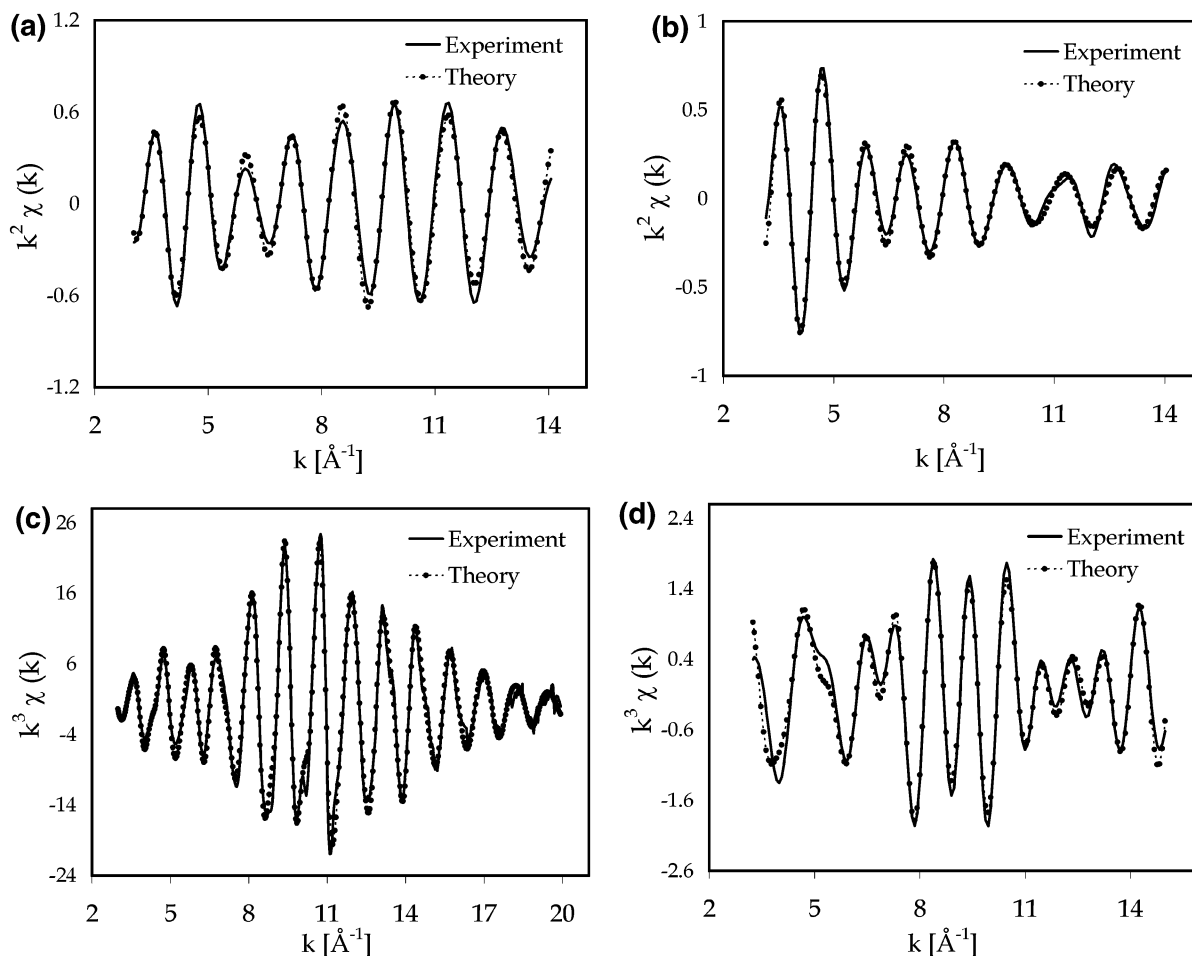 (a)
1.2
Experiment
Theory
0.6
0
-0.6
-1.2
k² χ (k)
2 5 8 11 14
k [Å⁻¹]
(b)
1
Experiment
Theory
0.5
0
-0.5
-1
k² χ (k)
2 5 8 11 14
k [Å⁻¹]
(c)
26
Experiment
Theory
16
6
-4
-14
-24
k³ χ (k)
2 5 8 11 14 17 20
k [Å⁻¹]
(d)
2.4
Experiment
Theory
1.4
0.4
-0.6
-1.6
-2.6
k³ χ (k)
2 5 8 11 14
k [Å⁻¹]